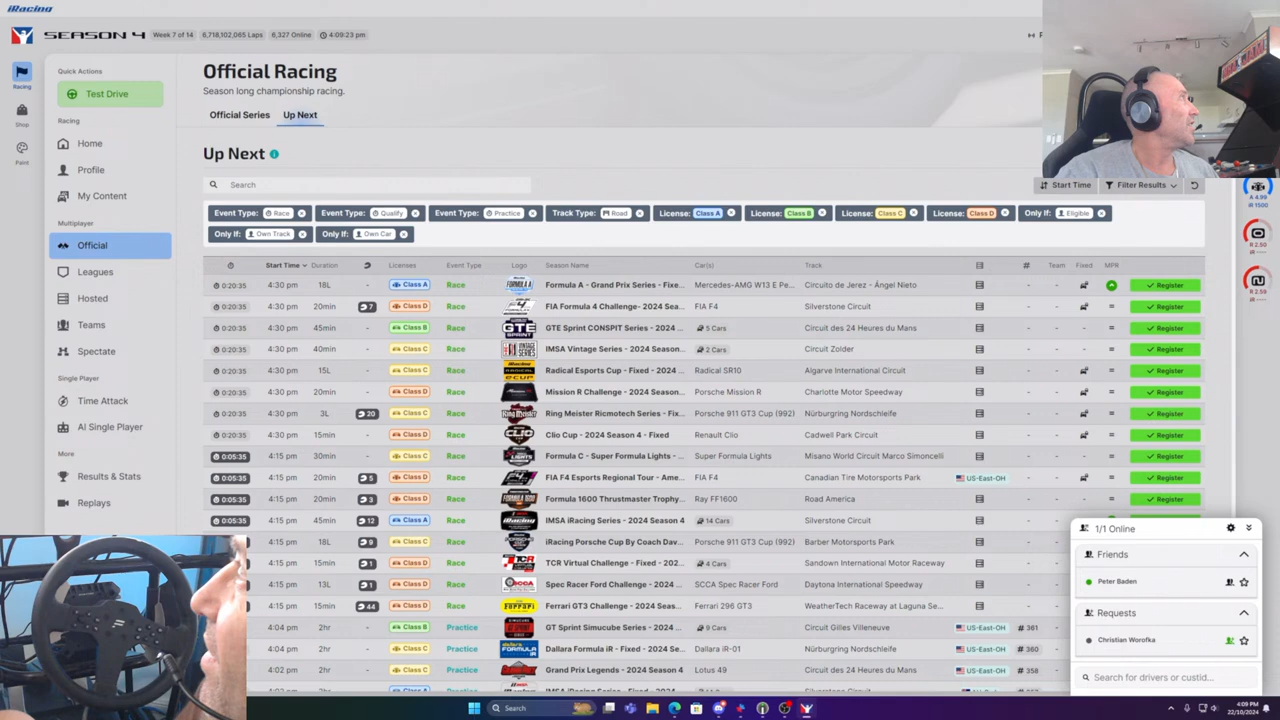 iRacing
SEASON 4 Week 7 of 14 6,718,102,065 Laps 6,327 Online 4:09:23 pm
Racing
Shop
Paint
Quick Actions
Test Drive
Racing
Home
Profile
My Content
Multiplayer
Official
Leagues
Hosted
Teams
Spectate
Single Player
Time Attack
AI Single Player
More
Results & Stats
Replays
Official Racing
Season long championship racing.
Official Series Up Next
Up Next
Search
Start Time Filter Results
Event Type: Race Event Type: Qualify Event Type: Practice Track Type: Road License: Class A License: Class B License: Class C License: Class D Only If: Eligible
Only If: Own Track Only If: Own Car
Start Time Duration Licenses Event Type Logo Season Name Car(s) Track # Team Fixed MPR
0:20:35 4:30 pm 18L - Class A Race Formula A - Grand Prix Series - Fixe... Mercedes-AMG W13 E Pe... Circuito de Jerez - Ángel Nieto - - Register
0:20:35 4:30 pm 20min 7 Class D Race FIA Formula 4 Challenge- 2024 Sea... FIA F4 Silverstone Circuit - - = Register
0:20:35 4:30 pm 45min - Class B Race GTE Sprint CONSPIT Series - Fixed ... 5 Cars Circuit des 24 Heures du Mans - - = Register
0:20:35 4:30 pm 40min - Class C Race IMSA Vintage Series - 2024 Season... 2 Cars Circuit Zolder - - - = Register
0:20:35 4:30 pm 15L - Class C Race Radical Esports Cup - Fixed - 2024 ... Radical SR10 Algarve International Circuit - - = Register
0:20:35 4:30 pm 20min - Class D Race Mission R Challenge - Fixed - 2024 ... Porsche Mission R Charlotte Motor Speedway - - = Register
0:20:35 4:30 pm 3L 20 Class C Race Ring Meister Ricmotech Series - Fixe... Porsche 911 GT3 Cup (992) Nürburgring Nordschleife - - = Register
0:20:35 4:30 pm 15min - Class D Race Clio Cup - 2024 Season 4 - Fixed Renault Clio Cadwell Park Circuit - - = Register
0:05:35 4:15 pm 30min - Class C Race Formula C - Super Formula Lights - ... Super Formula Lights Misano World Circuit Marco Simoncelli - - - = Register
0:05:35 4:15 pm 20min 5 Class D Race FIA F4 Esports Regional Tour - Ame... FIA F4 Canadian Tire Motorsports Park US-East-OH - - = Register
0:05:35 4:15 pm 20min 3 Class D Race Formula 1600 Thrustmaster Trophy... Ray FF1600 Road America - - - = Register
0:05:35 4:15 pm 45min 12 Class A Race IMSA iRacing Series - 2024 Season 4 14 Cars Silverstone Circuit
4:15 pm 18L 9 Class C Race iRacing Porsche Cup By Coach Dav... Porsche 911 GT3 Cup (992) Barber Motorsports Park
4:15 pm 15min 1 Class D Race TCR Virtual Challenge - Fixed - 202... 4 Cars Sandown International Motor Raceway
4:15 pm 13L 1 Class D Race Spec Racer Ford Challenge - 2024 ... SCCA Spec Racer Ford Daytona International Speedway
4:15 pm 15min 44 Class D Race Ferrari GT3 Challenge - 2024 Seas... Ferrari 296 GT3 WeatherTech Raceway at Laguna Se...
4:04 pm 2hr - Class B Practice GT Sprint Simucube Series - 2024 ... 9 Cars Circuit Gilles Villeneuve US-East-OH # 361
4:04 pm 2hr - Class C Practice Dallara Formula iR - Fixed - 2024 S... Dallara iR-01 Nürburgring Nordschleife US-East-OH # 360
4:02 pm 2hr - Class C Practice Grand Prix Legends - 2024 Season 4 Lotus 49 Circuit des 24 Heures du Mans US-East-OH # 358
A 4.99
iR 1500
R 2.50
R 2.59
1/1 Online
Friends
Peter Baden
Requests
Christian Worofka
Search for drivers or custid...
Search
4:09 PM
22/10/2024